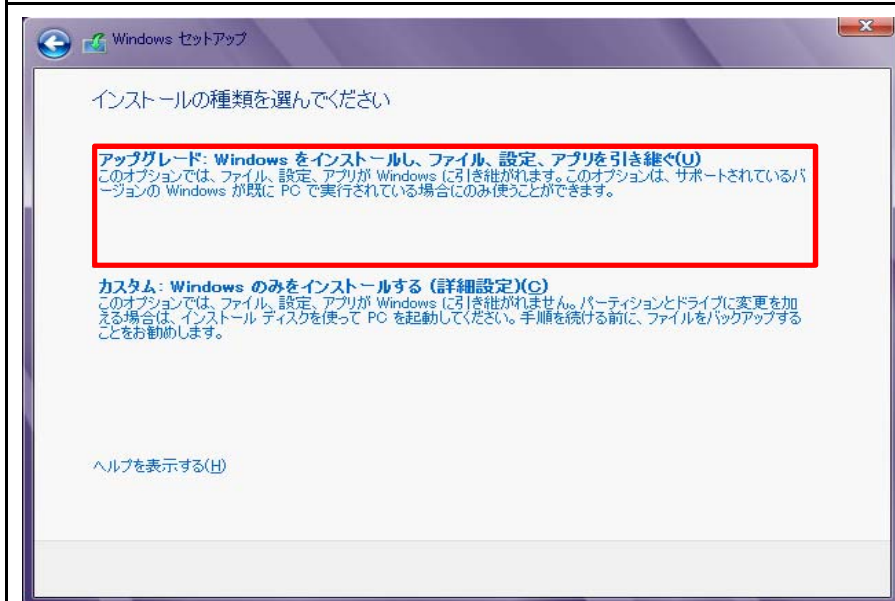 Windows セットアップ
インストールの種類を選んでください
アップグレード: Windows をインストールし、ファイル、設定、アプリを引き継ぐ(U)
このオプションでは、ファイル、設定、アプリが Windows に引き継がれます。このオプションは、サポートされているバ
ージョンの Windows が既に PC で実行されている場合にのみ使うことができます。
カスタム: Windows のみをインストールする (詳細設定)(C)
このオプションでは、ファイル、設定、アプリが Windows に引き継がれません。パーティションとドライブに変更を加
える場合は、インストール ディスクを使って PC を起動してください。手順を続ける前に、ファイルをバックアップする
ことをお勧めします。
ヘルプを表示する(H)